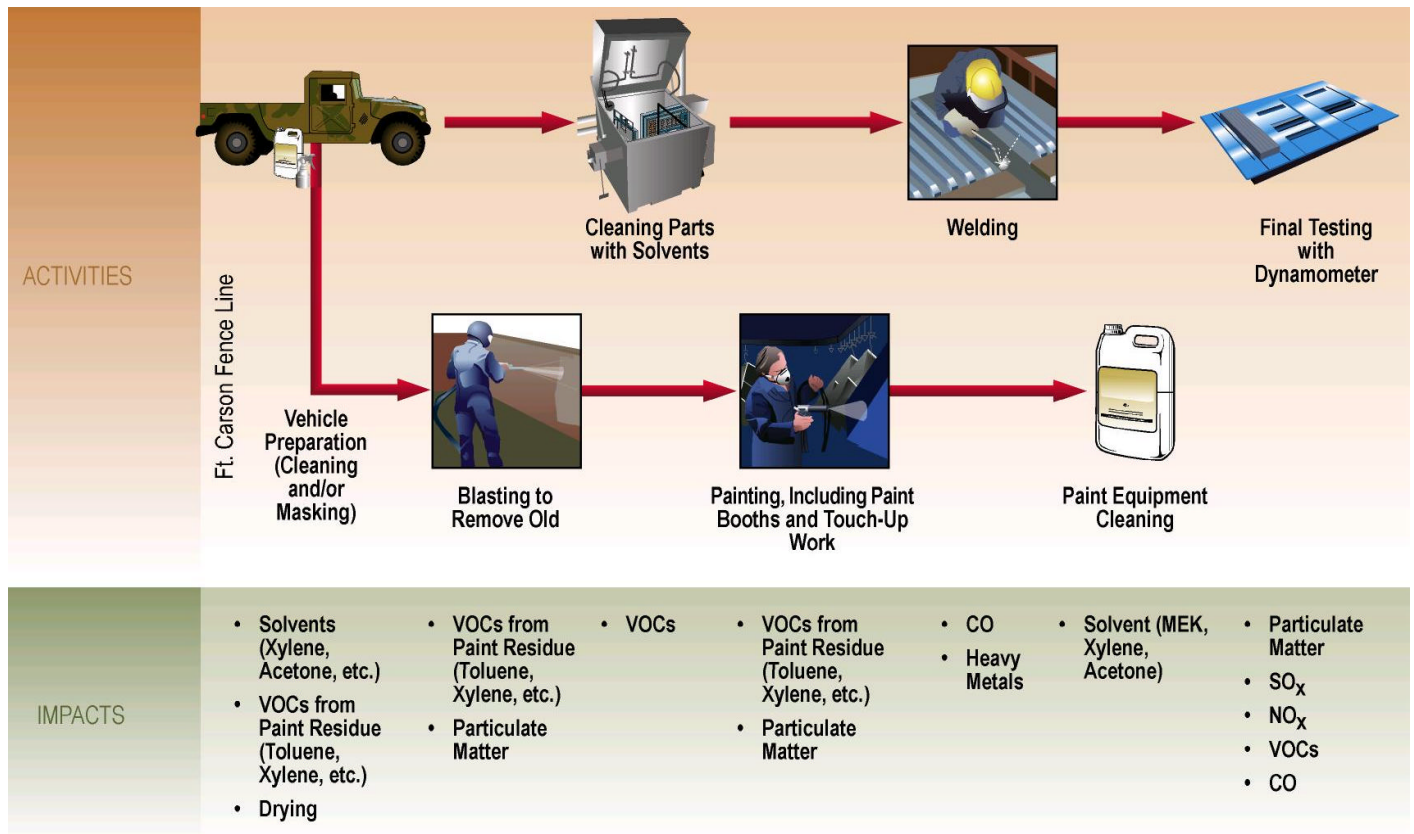 ACTIVITIES
Ft. Carson Fence Line
Cleaning Parts
with Solvents
Welding
Final Testing
with
Dynamometer
Vehicle
Preparation
(Cleaning
and/or
Masking)
Blasting to
Remove Old
Painting, Including Paint
Booths and Touch-Up
Work
Paint Equipment
Cleaning
IMPACTS
• Solvents
(Xylene,
Acetone, etc.)
• VOCs from
Paint Residue
(Toluene,
Xylene, etc.)
• Drying
• VOCs from
Paint Residue
(Toluene,
Xylene, etc.)
• Particulate
Matter
• VOCs
• VOCs from
Paint Residue
(Toluene,
Xylene, etc.)
• Particulate
Matter
• CO
• Heavy
Metals
• Solvent (MEK,
Xylene,
Acetone)
• Particulate
Matter
• SOX
• NOX
• VOCs
• CO